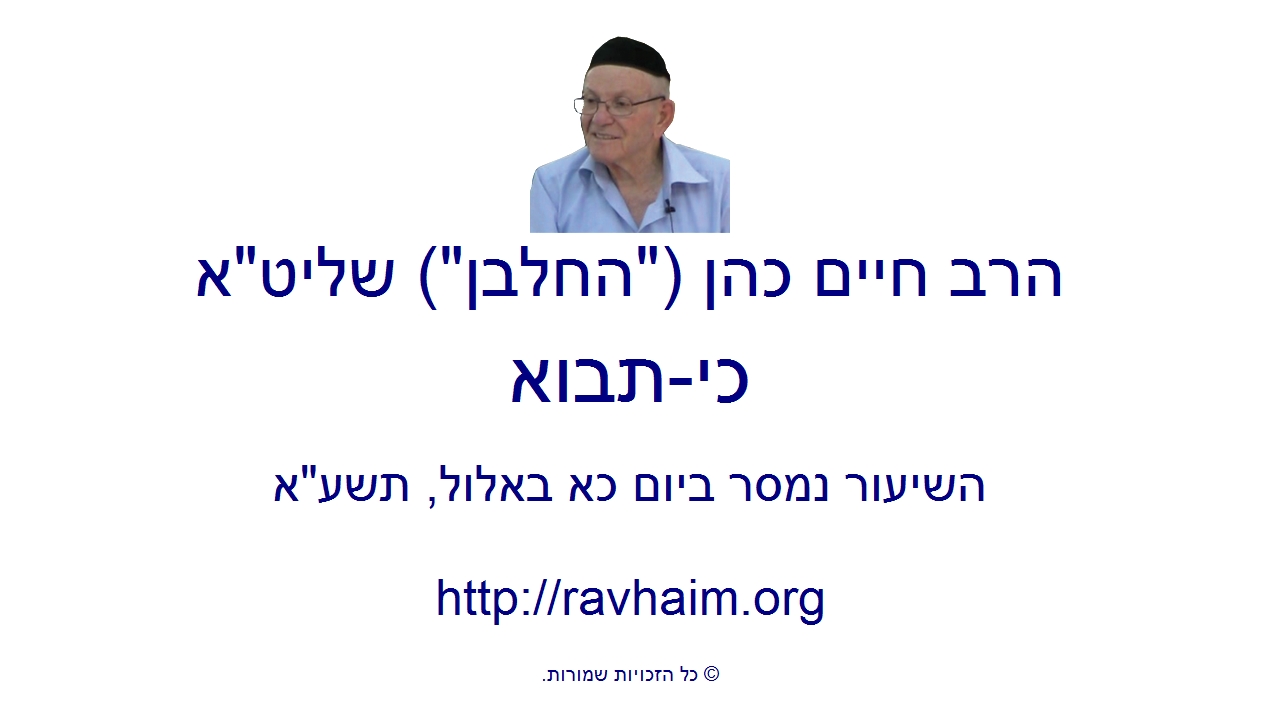 הרב חיים כהן ("החלבן") שליט"א
כי-תבוא
השיעור נמסר ביום כא באלול, תשע"א
http://ravhaim.org
© כל הזכויות שמורות.